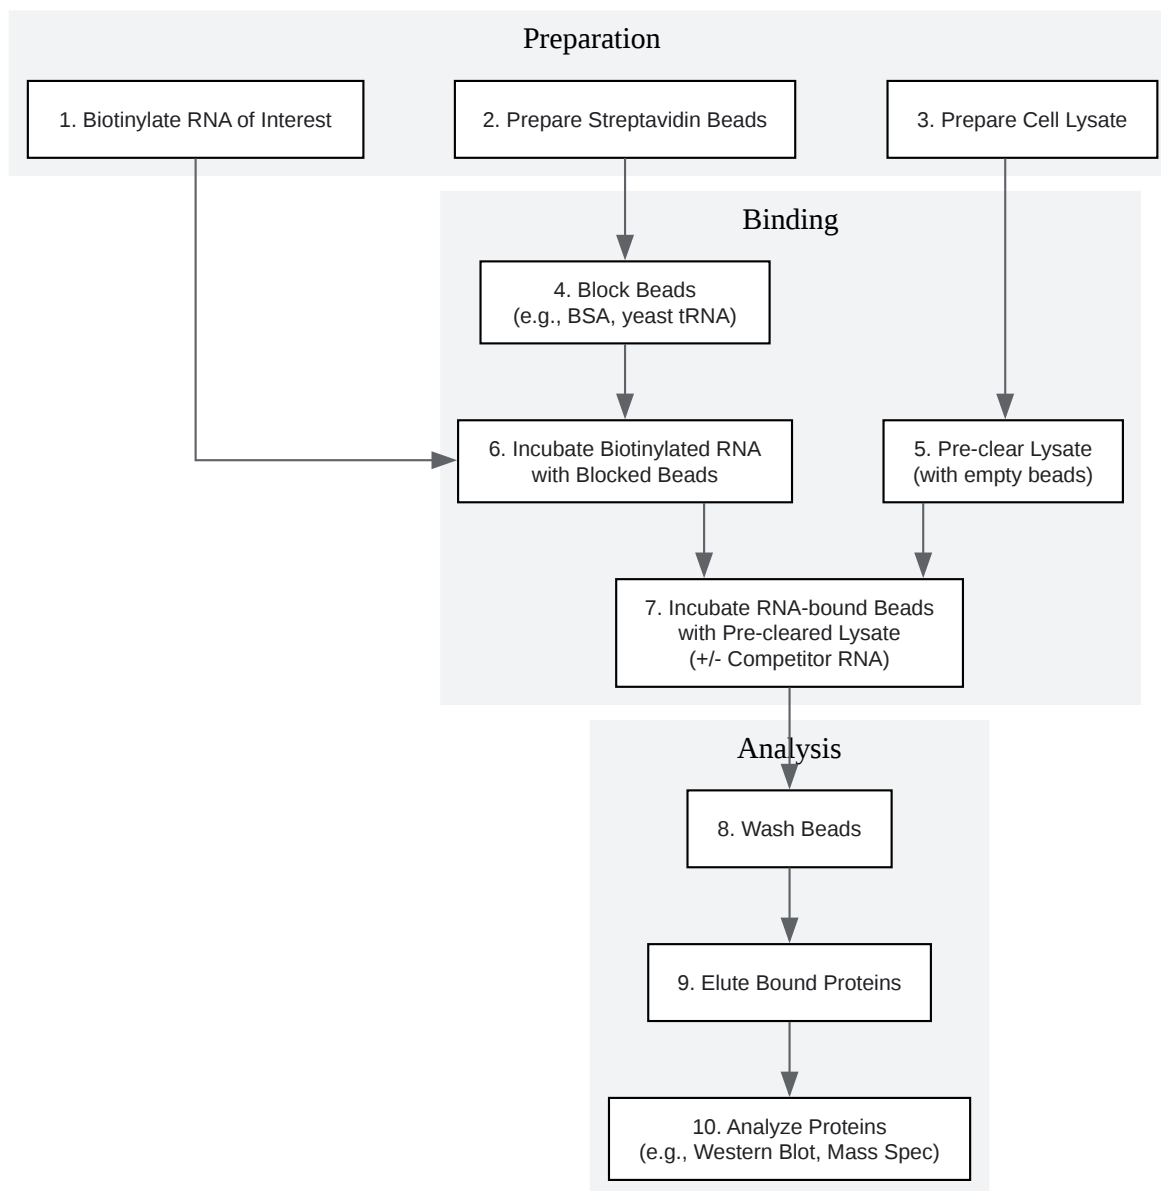 Preparation
1. Biotinylate RNA of Interest
2. Prepare Streptavidin Beads
3. Prepare Cell Lysate
Binding
4. Block Beads
(e.g., BSA, yeast tRNA)
6. Incubate Biotinylated RNA
with Blocked Beads
5. Pre-clear Lysate
(with empty beads)
7. Incubate RNA-bound Beads
with Pre-cleared Lysate
(+/- Competitor RNA)
Analysis
8. Wash Beads
9. Elute Bound Proteins
10. Analyze Proteins
(e.g., Western Blot, Mass Spec)